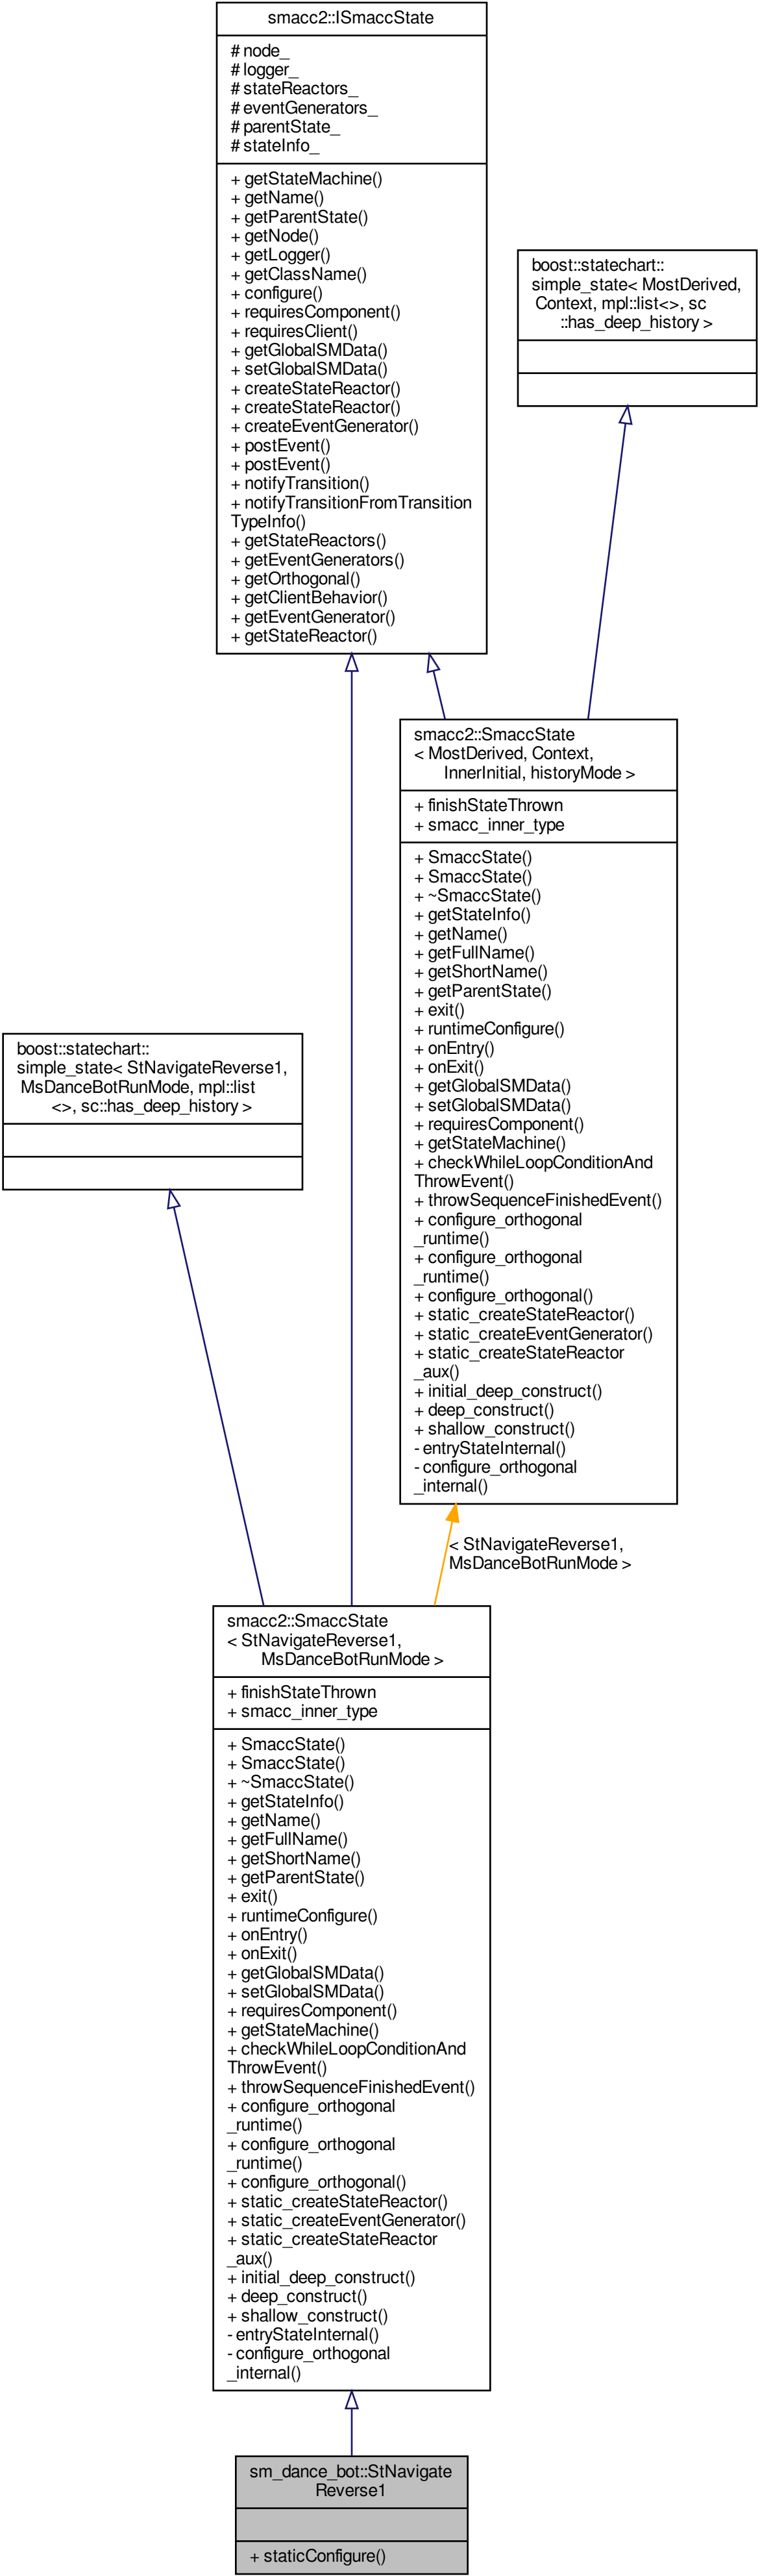 smacc2::ISmaccState
# node_
# logger_
# stateReactors_
# eventGenerators_
# parentState_
# stateInfo_
+ getStateMachine()
+ getName()
+ getParentState()
+ getNode()
+ getLogger()
+ getClassName()
+ configure()
+ requiresComponent()
+ requiresClient()
+ getGlobalSMData()
+ setGlobalSMData()
+ createStateReactor()
+ createStateReactor()
+ createEventGenerator()
+ postEvent()
+ postEvent()
+ notifyTransition()
+ notifyTransitionFromTransition
TypeInfo()
+ getStateReactors()
+ getEventGenerators()
+ getOrthogonal()
+ getClientBehavior()
+ getEventGenerator()
+ getStateReactor()
boost::statechart::
simple_state< MostDerived,
Context, mpl::list<>, sc
::has_deep_history >
smacc2::SmaccState
< MostDerived, Context,
InnerInitial, historyMode >
+ finishStateThrown
+ smacc_inner_type
+ SmaccState()
+ SmaccState()
+ ~SmaccState()
+ getStateInfo()
+ getName()
+ getFullName()
+ getShortName()
+ getParentState()
+ exit()
+ runtimeConfigure()
+ onEntry()
+ onExit()
+ getGlobalSMData()
+ setGlobalSMData()
+ requiresComponent()
+ getStateMachine()
+ checkWhileLoopConditionAnd
ThrowEvent()
+ throwSequenceFinishedEvent()
+ configure_orthogonal
_runtime()
+ configure_orthogonal
_runtime()
+ configure_orthogonal()
+ static_createStateReactor()
+ static_createEventGenerator()
+ static_createStateReactor
_aux()
+ initial_deep_construct()
+ deep_construct()
+ shallow_construct()
- entryStateInternal()
- configure_orthogonal
_internal()
boost::statechart::
simple_state< StNavigateReverse1,
MsDanceBotRunMode, mpl::list
<>, sc::has_deep_history >
< StNavigateReverse1,
MsDanceBotRunMode >
smacc2::SmaccState
< StNavigateReverse1,
MsDanceBotRunMode >
+ finishStateThrown
+ smacc_inner_type
+ SmaccState()
+ SmaccState()
+ ~SmaccState()
+ getStateInfo()
+ getName()
+ getFullName()
+ getShortName()
+ getParentState()
+ exit()
+ runtimeConfigure()
+ onEntry()
+ onExit()
+ getGlobalSMData()
+ setGlobalSMData()
+ requiresComponent()
+ getStateMachine()
+ checkWhileLoopConditionAnd
ThrowEvent()
+ throwSequenceFinishedEvent()
+ configure_orthogonal
_runtime()
+ configure_orthogonal
_runtime()
+ configure_orthogonal()
+ static_createStateReactor()
+ static_createEventGenerator()
+ static_createStateReactor
_aux()
+ initial_deep_construct()
+ deep_construct()
+ shallow_construct()
- entryStateInternal()
- configure_orthogonal
_internal()
sm_dance_bot::StNavigate
Reverse1
+ staticConfigure()